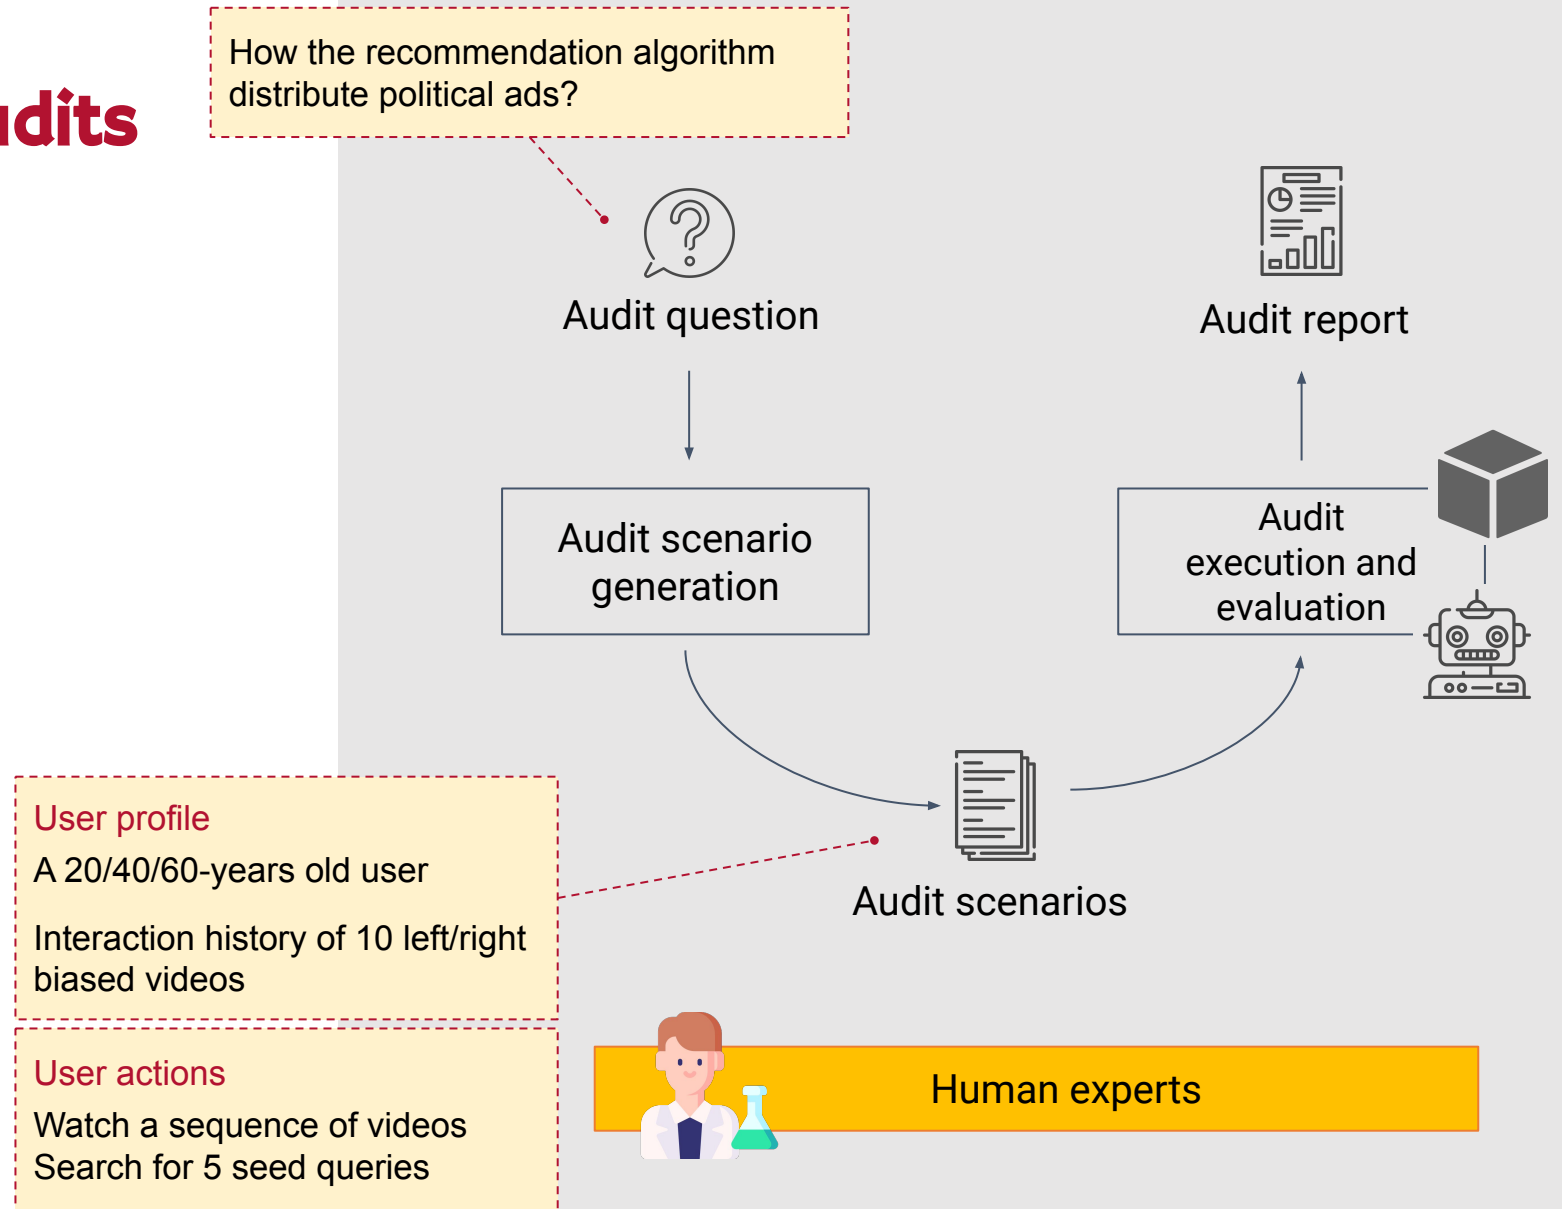 How the recommendation algorithm
distribute political ads?
udits
Audit question
Audit report
Audit scenario
generation
Audit
execution and
evaluation
User profile
A 20/40/60-years old user
Interaction history of 10 left/right
biased videos
Audit scenarios
User actions
Watch a sequence of videos
Search for 5 seed queries
Human experts